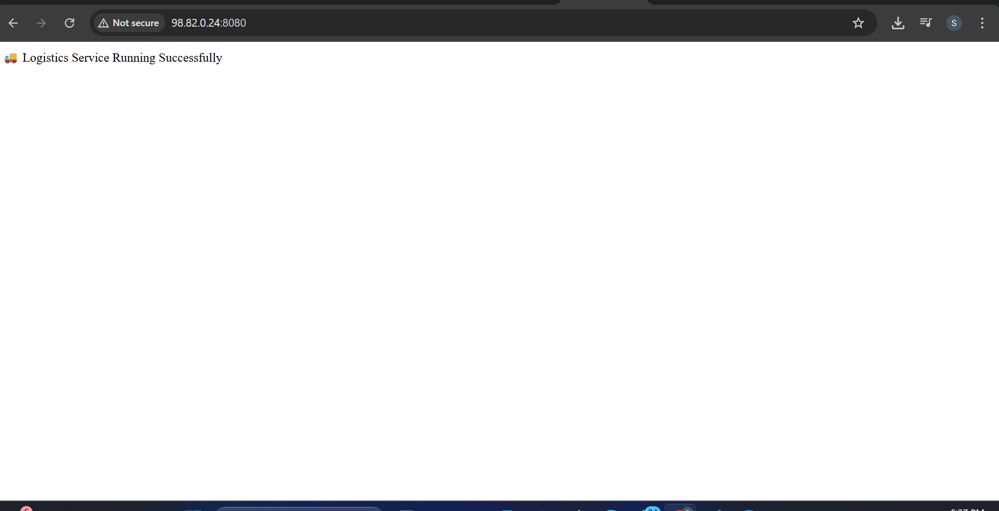 Not secure 98.82.0.24:8080 S
🚚 Logistics Service Running Successfully